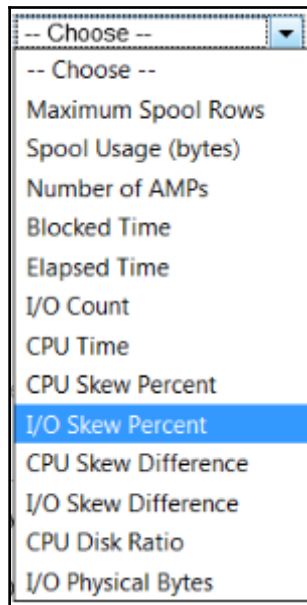 -- Choose --
-- Choose --
Maximum Spool Rows
Spool Usage (bytes)
Number of AMPs
Blocked Time
Elapsed Time
I/O Count
CPU Time
CPU Skew Percent
I/O Skew Percent
CPU Skew Difference
I/O Skew Difference
CPU Disk Ratio
I/O Physical Bytes